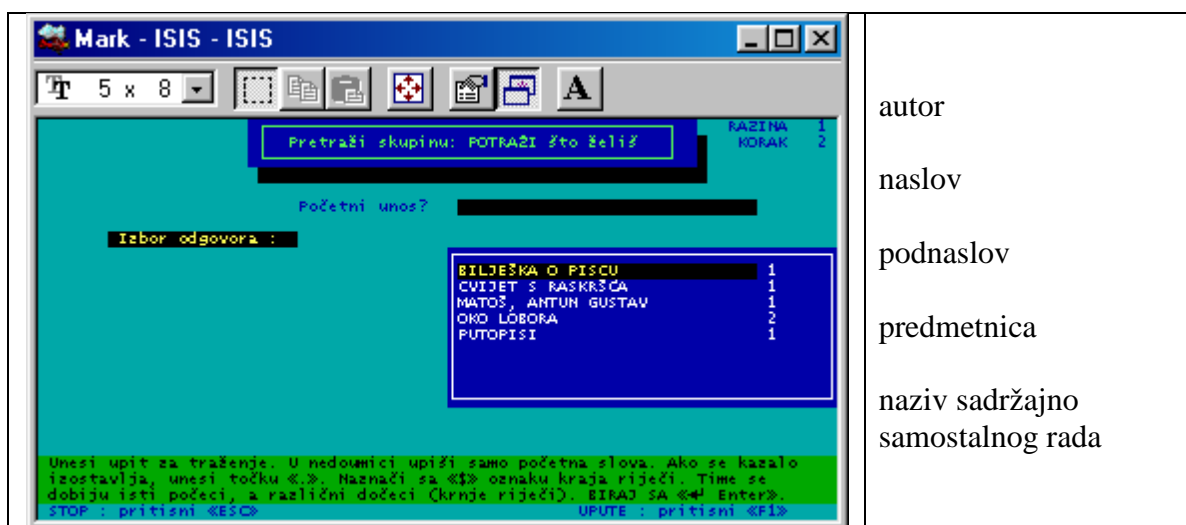 Mark - ISIS - ISIS
5 x 8
A
RAZINA 1
Pretraži skupinu: POTRAŽI što želiš
KORAK 2
Početni unos?
Izbor odgovora :
BILJEŠKA O PISCU 1
CVIJET S RASKRŠĆA 1
MATOŠ, ANTUN GUSTAV 1
OKO LOBORA 2
PUTOPISI 1
Unesi upit za traženje. U nedoumici upiši samo početna slova. Ako se kazalo
izostavlja, unesi točku «.». Naznači sa «$» oznaku kraja riječi. Time se
dobiju isti počeci, a različni dočeci (krnje riječi). BIRAJ SA «↵ Enter».
STOP : pritisni «ESC» UPUTE : pritisni «F1»
autor
naslov
podnaslov
predmetnica
naziv sadržajno
samostalnog rada